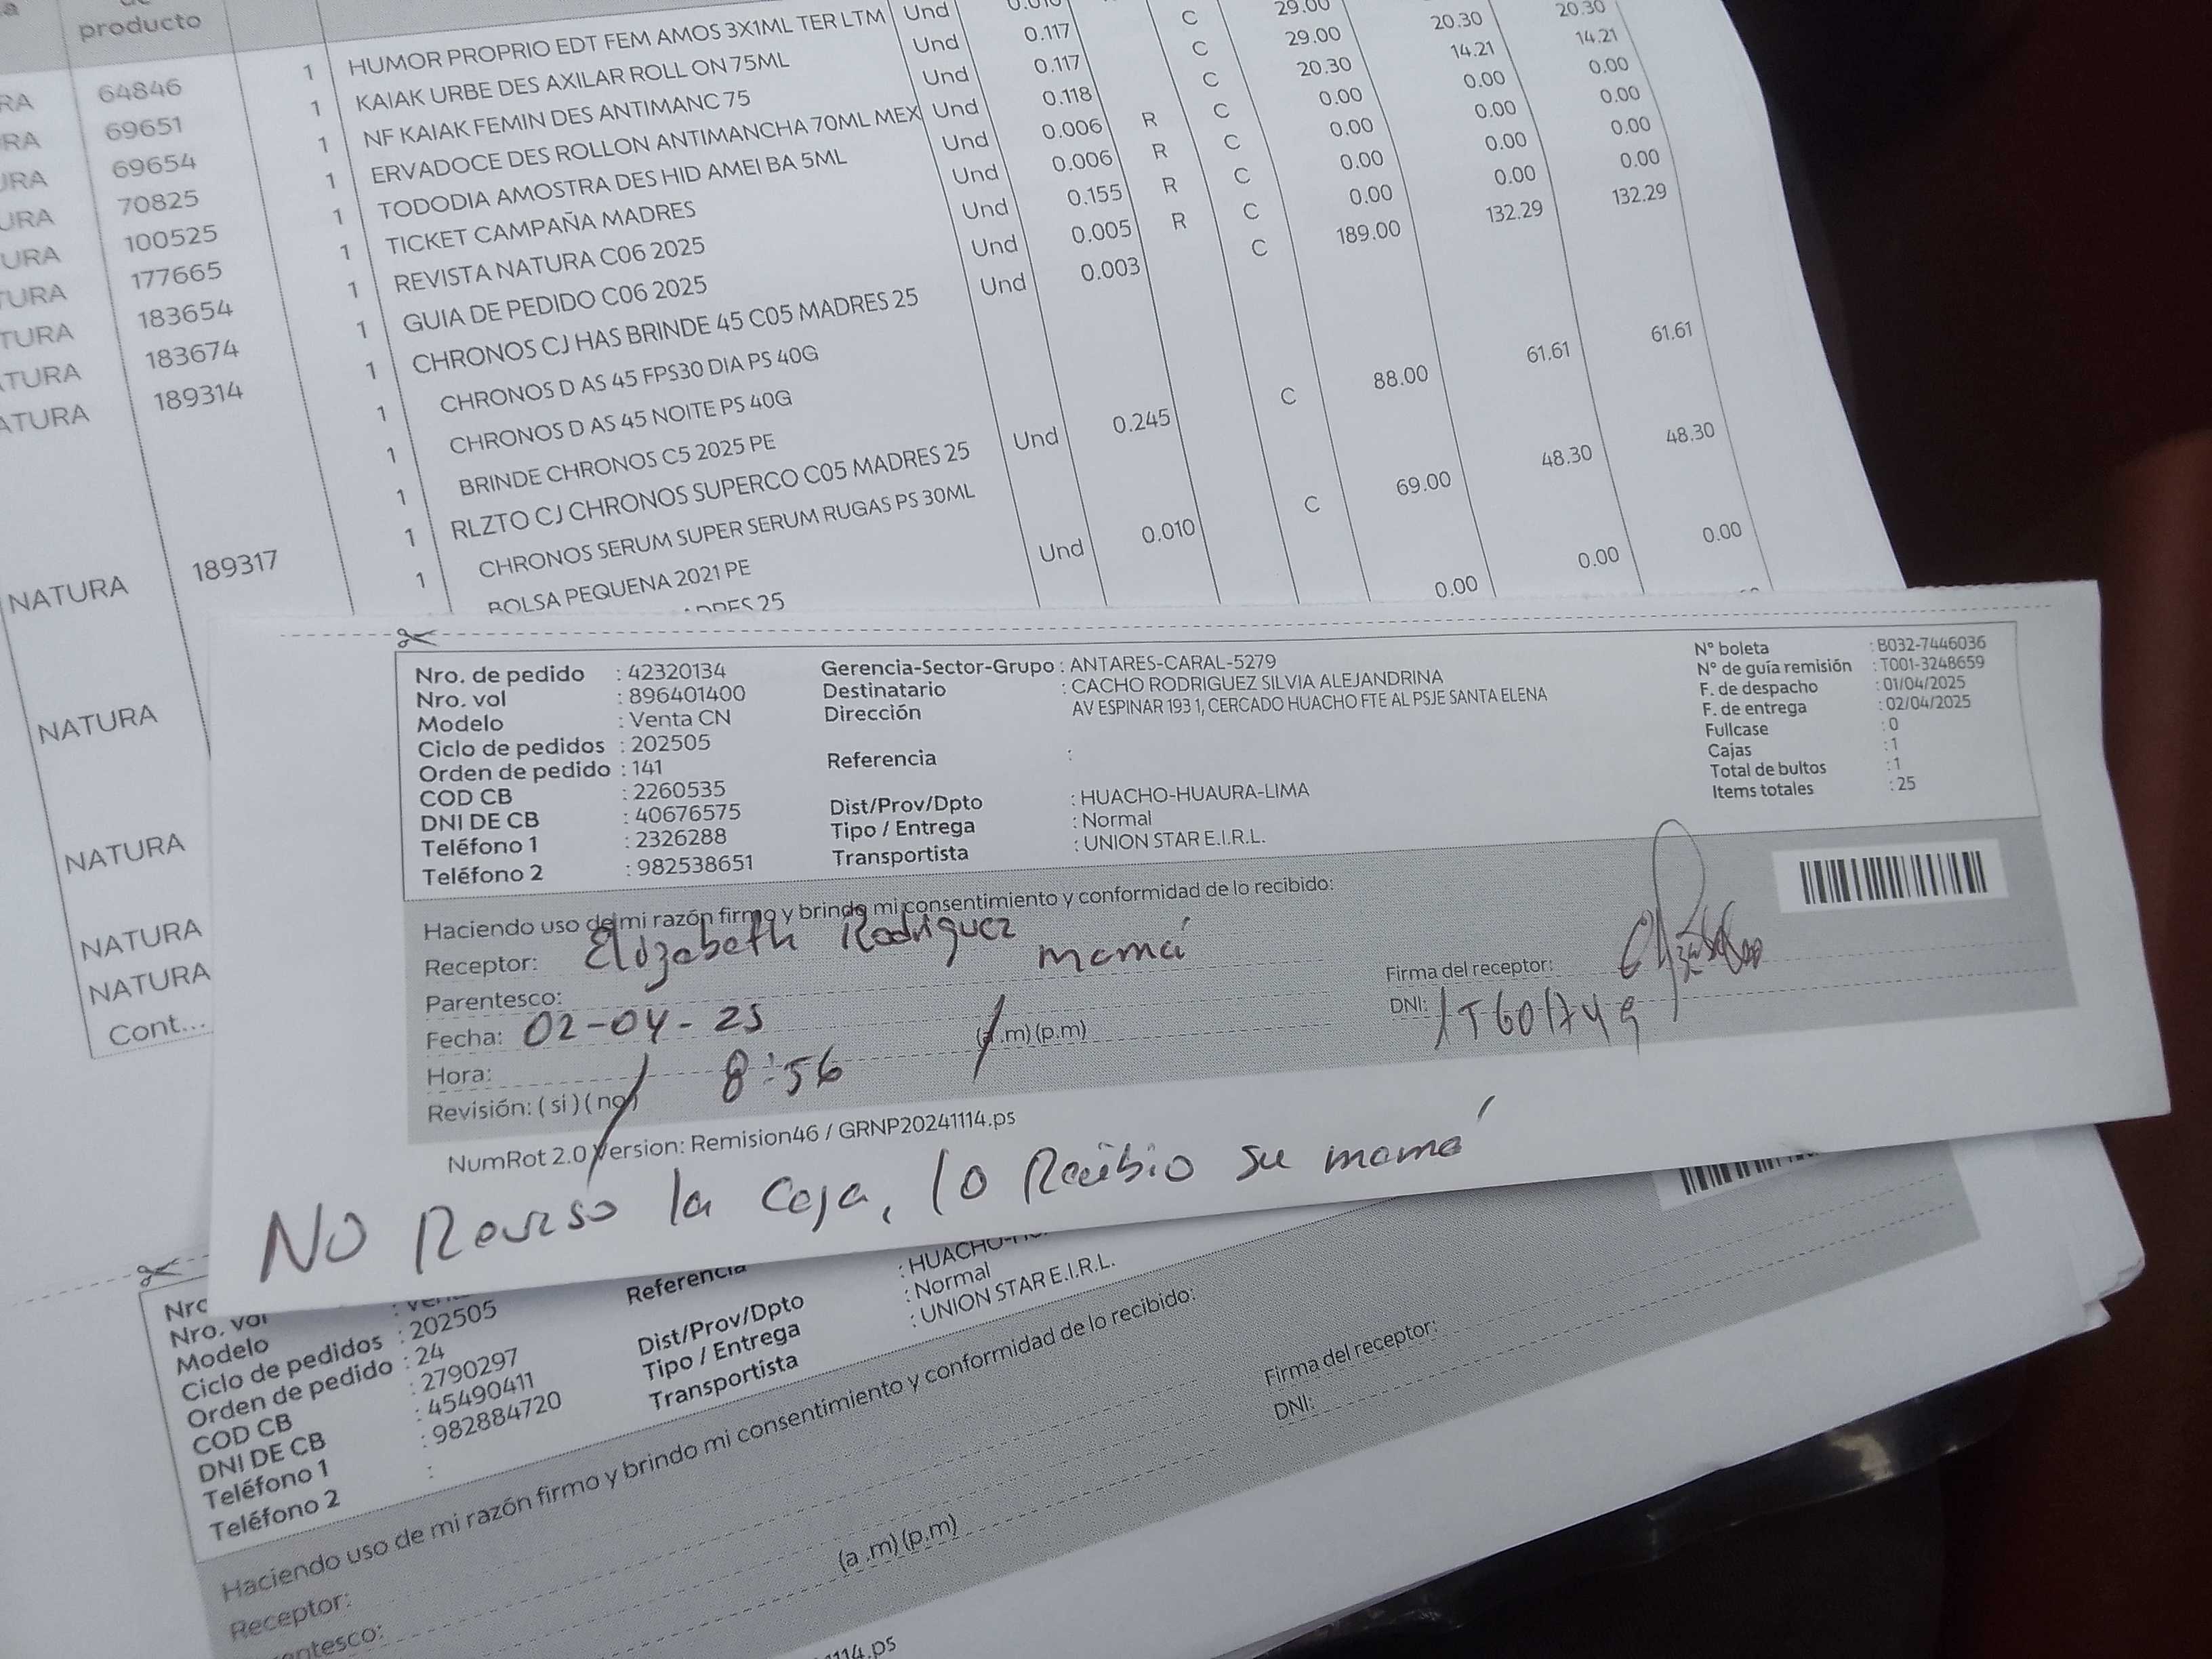 producto
64846 1 HUMOR PROPRIO EDT FEM AMOS 3X1ML TER LTM Und
RA 69651 1 KAIAK URBE DES AXILAR ROLL ON 75ML Und 0.117 C 29.00 20.30 20.30
RA 69654 1 NF KAIAK FEMIN DES ANTIMANC 75 Und 0.117 C 29.00 20.30 20.30
URA 70825 1 ERVADOCE DES ROLLON ANTIMANCHA 70ML MEX Und 0.118 C 20.30 14.21 14.21
URA 100525 1 TODODIA AMOSTRA DES HID AMEI BA 5ML Und 0.006 R C 0.00 0.00 0.00
URA 177665 1 TICKET CAMPAÑA MADRES Und 0.006 R C 0.00 0.00 0.00
TURA 183654 1 REVISTA NATURA C06 2025 Und 0.155 R C 0.00 0.00 0.00
TURA 183674 1 GUIA DE PEDIDO C06 2025 Und 0.005 R C 0.00 0.00 0.00
ATURA 189314 1 CHRONOS CJ HAS BRINDE 45 C05 MADRES 25 Und 0.003 C 189.00 132.29 132.29
1 CHRONOS D AS 45 FPS30 DIA PS 40G
1 CHRONOS D AS 45 NOITE PS 40G
1 BRINDE CHRONOS C5 2025 PE
NATURA 189317 1 RLZTO CJ CHRONOS SUPERCO C05 MADRES 25 Und 0.245 C 88.00 61.61 61.61
1 CHRONOS SERUM SUPER SERUM RUGAS PS 30ML
BOLSA PEQUENA 2021 PE
NATURA Und 0.010 C 69.00 48.30 48.30
0.00 0.00 0.00
NATURA
NATURA
NATURA
Cont...
Nro. de pedido : 42320134 Gerencia-Sector-Grupo : ANTARES-CARAL-5279 N° boleta : B032-7446036
Nro. vol : 896401400 Destinatario : CACHO RODRIGUEZ SILVIA ALEJANDRINA N° de guía remisión : T001-3248659
Modelo : Venta CN Dirección AV ESPINAR 193 1, CERCADO HUACHO FTE AL PSJE SANTA ELENA F. de despacho : 01/04/2025
Ciclo de pedidos : 202505 F. de entrega : 02/04/2025
Orden de pedido : 141 Referencia : Fullcase : 0
COD CB : 2260535 Cajas : 1
DNI DE CB : 40676575 Dist/Prov/Dpto : HUACHO-HUAURA-LIMA Total de bultos : 1
Teléfono 1 : 2326288 Tipo / Entrega : Normal Items totales : 25
Teléfono 2 : 982538651 Transportista : UNION STAR E.I.R.L.
Haciendo uso de mi razón firmo y brindo mi consentimiento y conformidad de lo recibido:
Receptor: Elizabeth Rodriguez
Parentesco: mamá Firma del receptor:
Fecha: 02-04-25 (a .m) (p.m) DNI:
Hora: 8:56
Revisión: ( si ) ( no )
NumRot 2.0 Version: Remision46 / GRNP20241114.ps
No Reviso la Caja, lo Recibio su mamá
Nro. vol
Modelo
Ciclo de pedidos : 202505 Referencia : HUACHO-
Orden de pedido : 24 : Normal
COD CB : 2790297 Dist/Prov/Dpto : UNION STAR E.I.R.L.
DNI DE CB : 45490411 Tipo / Entrega
Teléfono 1 : 982884720 Transportista
Teléfono 2 :
Haciendo uso de mi razón firmo y brindo mi consentimiento y conformidad de lo recibido:
Receptor: Firma del receptor:
entesco: (a .m) (p.m) DNI:
114.ps